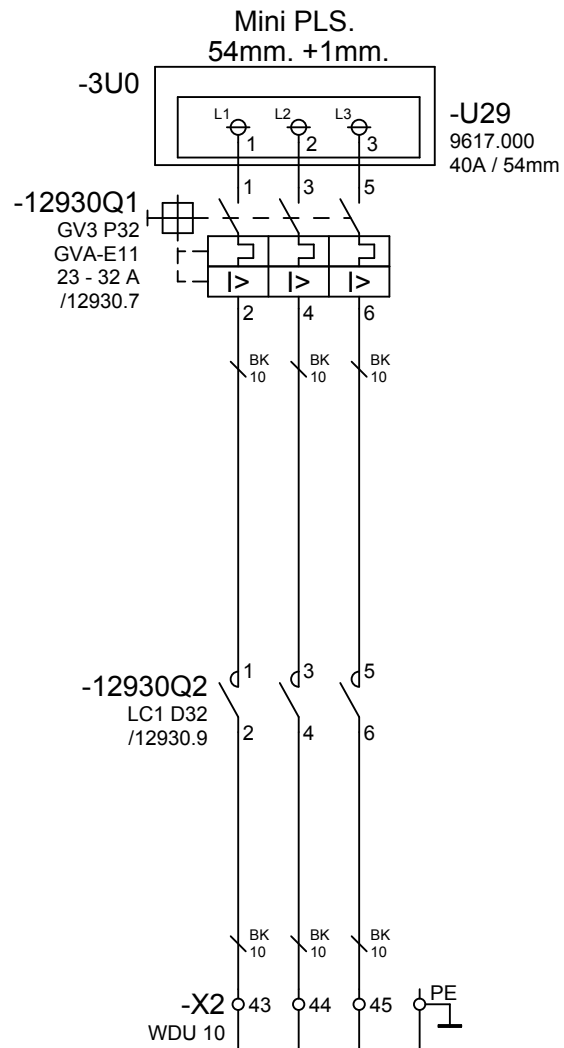 Mini PLS.
54mm. +1mm.
-3U0
L1 L2 L3
1 2 3
-U29
9617.000
40A / 54mm
-12930Q1
GV3 P32
GVA-E11
23 - 32 A
/12930.7
1 3 5
I> I> I>
2 4 6
BK BK BK
10 10 10
-12930Q2
LC1 D32
/12930.9
1 3 5
2 4 6
BK BK BK
10 10 10
-X2 43 44 45 PE
WDU 10